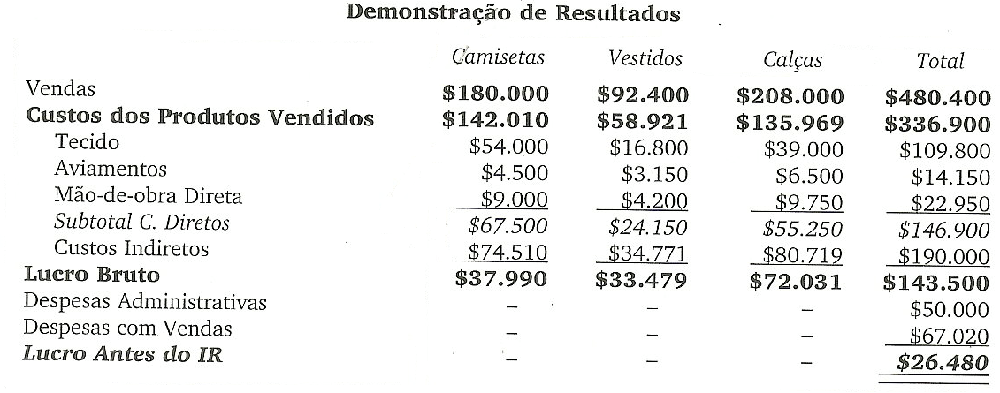 Demonstração de Resultados
Camisetas Vestidos Calças Total
Vendas $180.000 $92.400 $208.000 $480.400
Custos dos Produtos Vendidos $142.010 $58.921 $135.969 $336.900
Tecido $54.000 $16.800 $39.000 $109.800
Aviamentos $4.500 $3.150 $6.500 $14.150
Mão-de-obra Direta $9.000 $4.200 $9.750 $22.950
Subtotal C. Diretos $67.500 $24.150 $55.250 $146.900
Custos Indiretos $74.510 $34.771 $80.719 $190.000
Lucro Bruto $37.990 $33.479 $72.031 $143.500
Despesas Administrativas – – – $50.000
Despesas com Vendas – – – $67.020
Lucro Antes do IR – – – $26.480